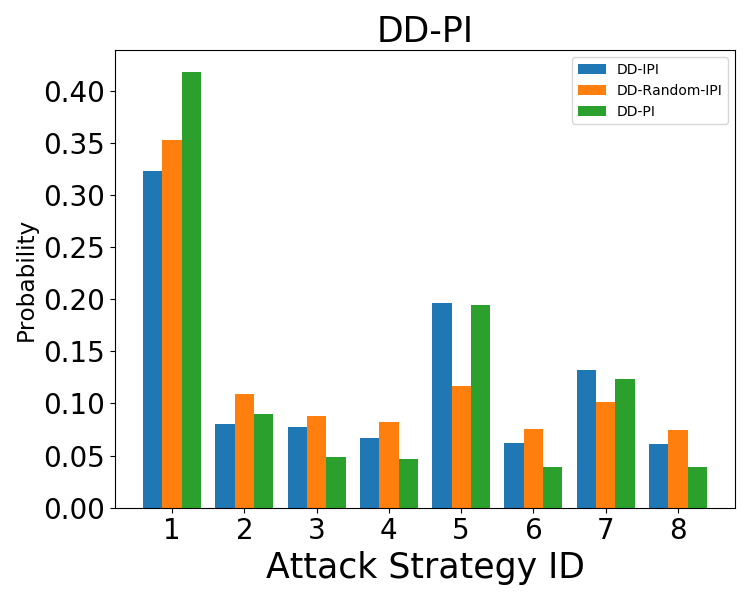 DD-PI
DD-IPI
DD-Random-IPI
DD-PI
0.40
0.35
0.30
0.25
0.20
0.15
0.10
0.05
0.00
Probability
1 2 3 4 5 6 7 8
Attack Strategy ID